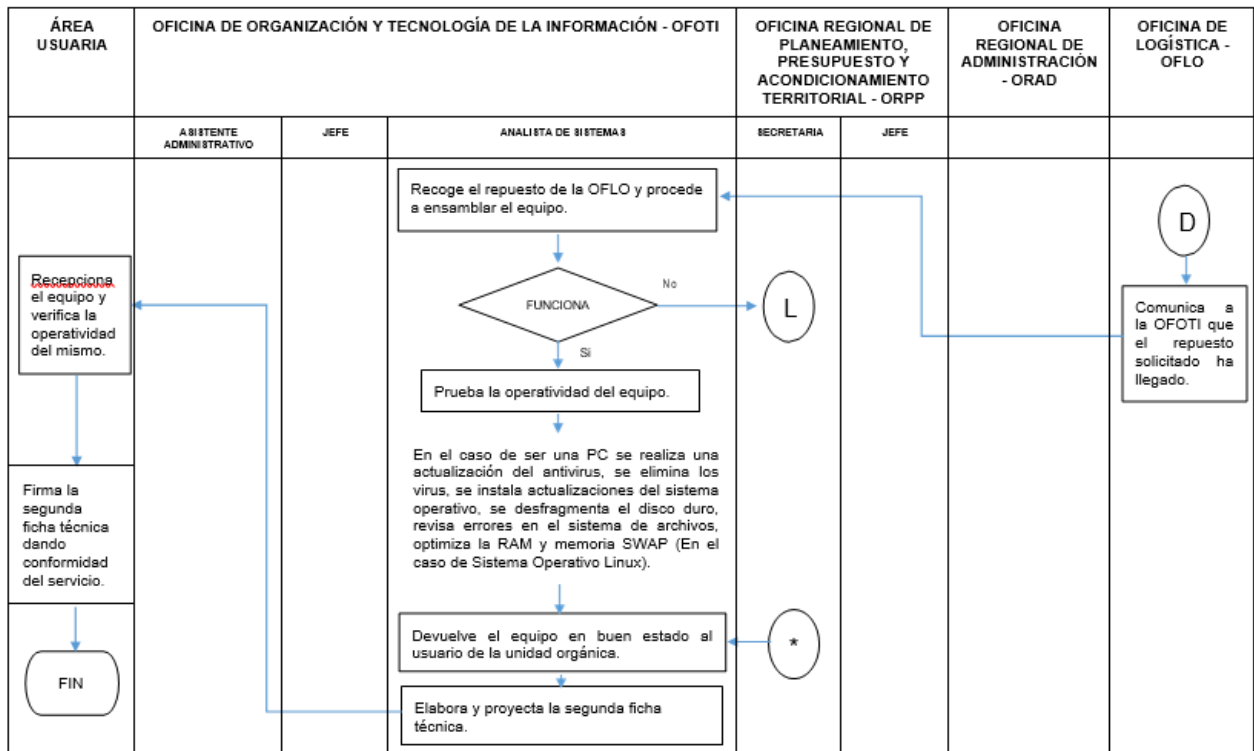 ÁREA
USUARIA
OFICINA DE ORGANIZACIÓN Y TECNOLOGÍA DE LA INFORMACIÓN - OFOTI
OFICINA REGIONAL DE
PLANEAMIENTO,
PRESUPUESTO Y
ACONDICIONAMIENTO
TERRITORIAL - ORPP
OFICINA
REGIONAL DE
ADMINISTRACIÓN
- ORAD
OFICINA DE
LOGÍSTICA -
OFLO
ASISTENTE
ADMINISTRATIVO
JEFE
ANALISTA DE SISTEMAS
SECRETARIA
JEFE
Recoge el repuesto de la OFLO y procede
a ensamblar el equipo.
D
Recepciona
el equipo y
verifica la
operatividad
del mismo.
FUNCIONA
No
L
Comunica a
la OFOTI que
el repuesto
solicitado ha
llegado.
Si
Prueba la operatividad del equipo.
En el caso de ser una PC se realiza una
actualización del antivirus, se elimina los
virus, se instala actualizaciones del sistema
operativo, se desfragmenta el disco duro,
revisa errores en el sistema de archivos,
optimiza la RAM y memoria SWAP (En el
caso de Sistema Operativo Linux).
Firma la
segunda
ficha técnica
dando
conformidad
del servicio.
Devuelve el equipo en buen estado al
usuario de la unidad orgánica.
*
FIN
Elabora y proyecta la segunda ficha
técnica.